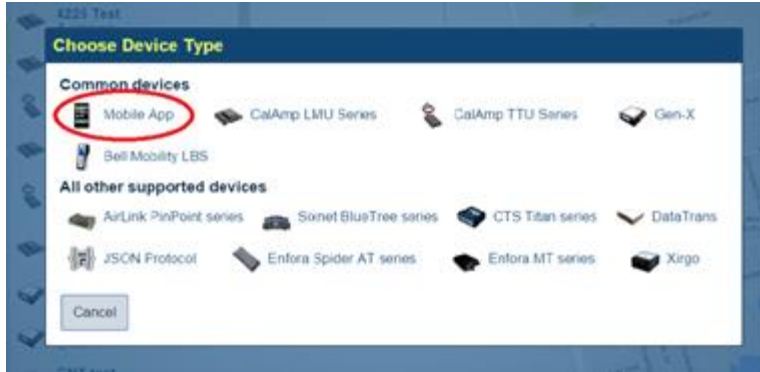 4225 Test
Choose Device Type
Common devices
Mobile App CalAmp LMU Series CalAmp TTU Series Gen-X
Bell Mobility LBS
All other supported devices
AirLink PinPoint series Sixnet BlueTree series CTS Titan series DataTrans
JSON Protocol Enfora Spider AT series Enfora MT series Xirgo
Cancel